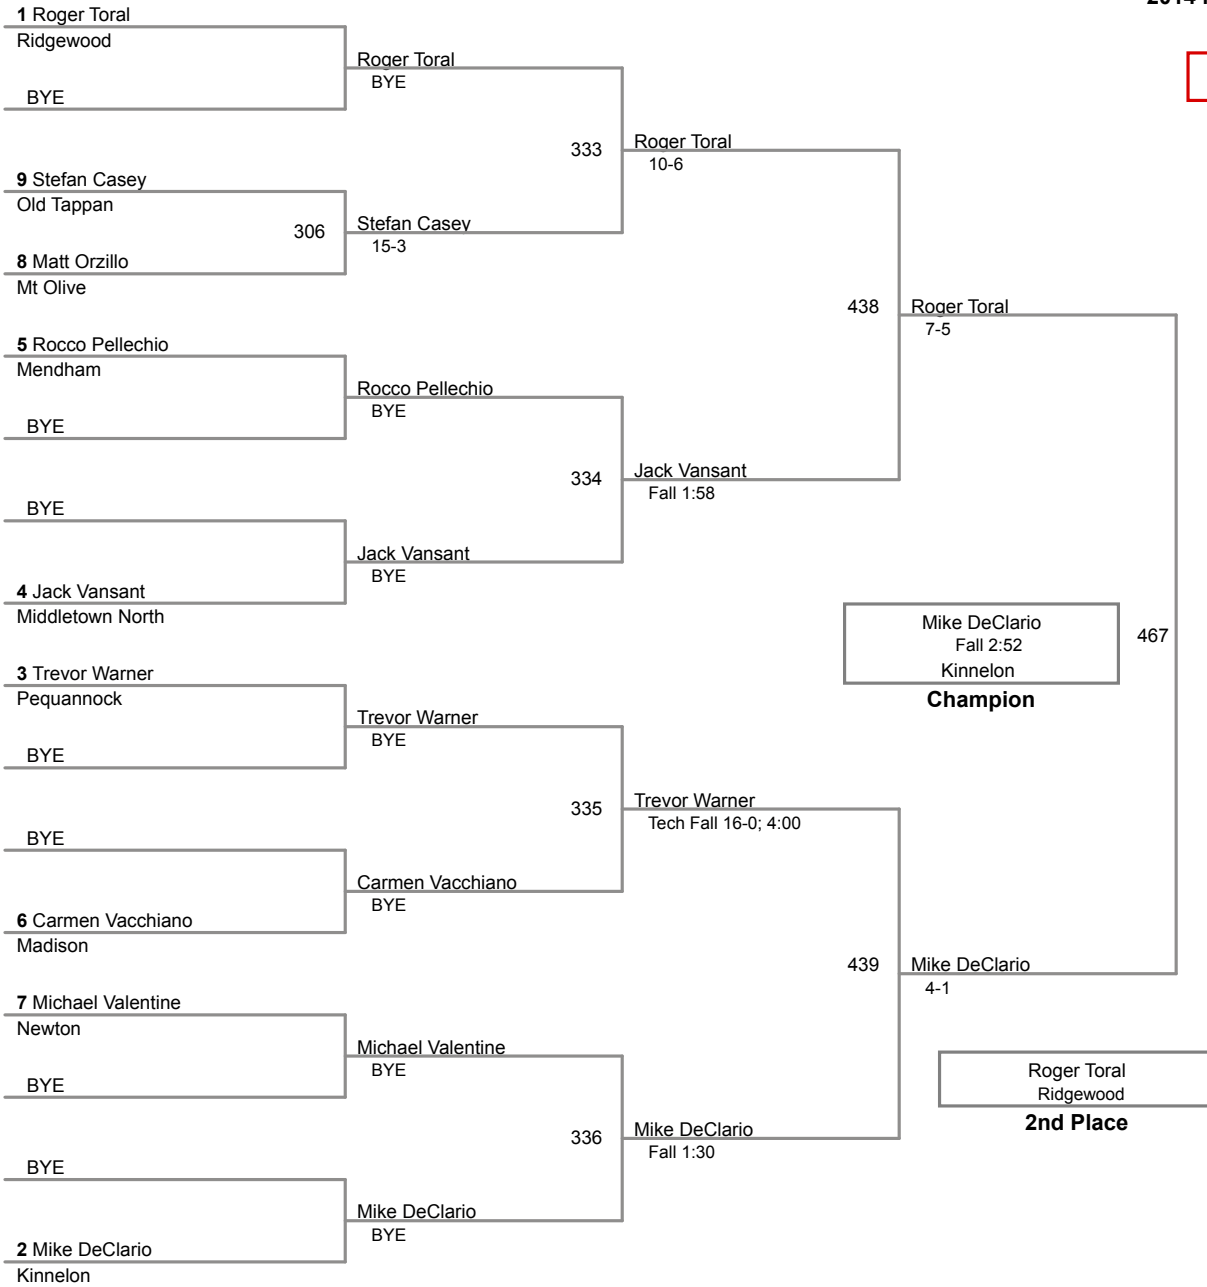 1 Roger Toral
Ridgewood
BYE
9 Stefan Casey
Old Tappan
306
8 Matt Orzillo
Mt Olive
5 Rocco Pellechio
Mendham
BYE
BYE
4 Jack Vansant
Middletown North
3 Trevor Warner
Pequannock
BYE
BYE
6 Carmen Vacchiano
Madison
7 Michael Valentine
Newton
BYE
BYE
2 Mike DeClario
Kinnelon
Roger Toral
BYE
333
Stefan Casey
15-3
Rocco Pellechio
BYE
334
Jack Vansant
BYE
Trevor Warner
BYE
335
Carmen Vacchiano
BYE
Michael Valentine
BYE
336
Mike DeClario
BYE
Roger Toral
10-6
438
Jack Vansant
Fall 1:58
Trevor Warner
Tech Fall 16-0; 4:00
439
Mike DeClario
Fall 1:30
Roger Toral
7-5
467
Mike DeClario
4-1
Mike DeClario
Fall 2:52
Kinnelon
Champion
Roger Toral
Ridgewood
2nd Place